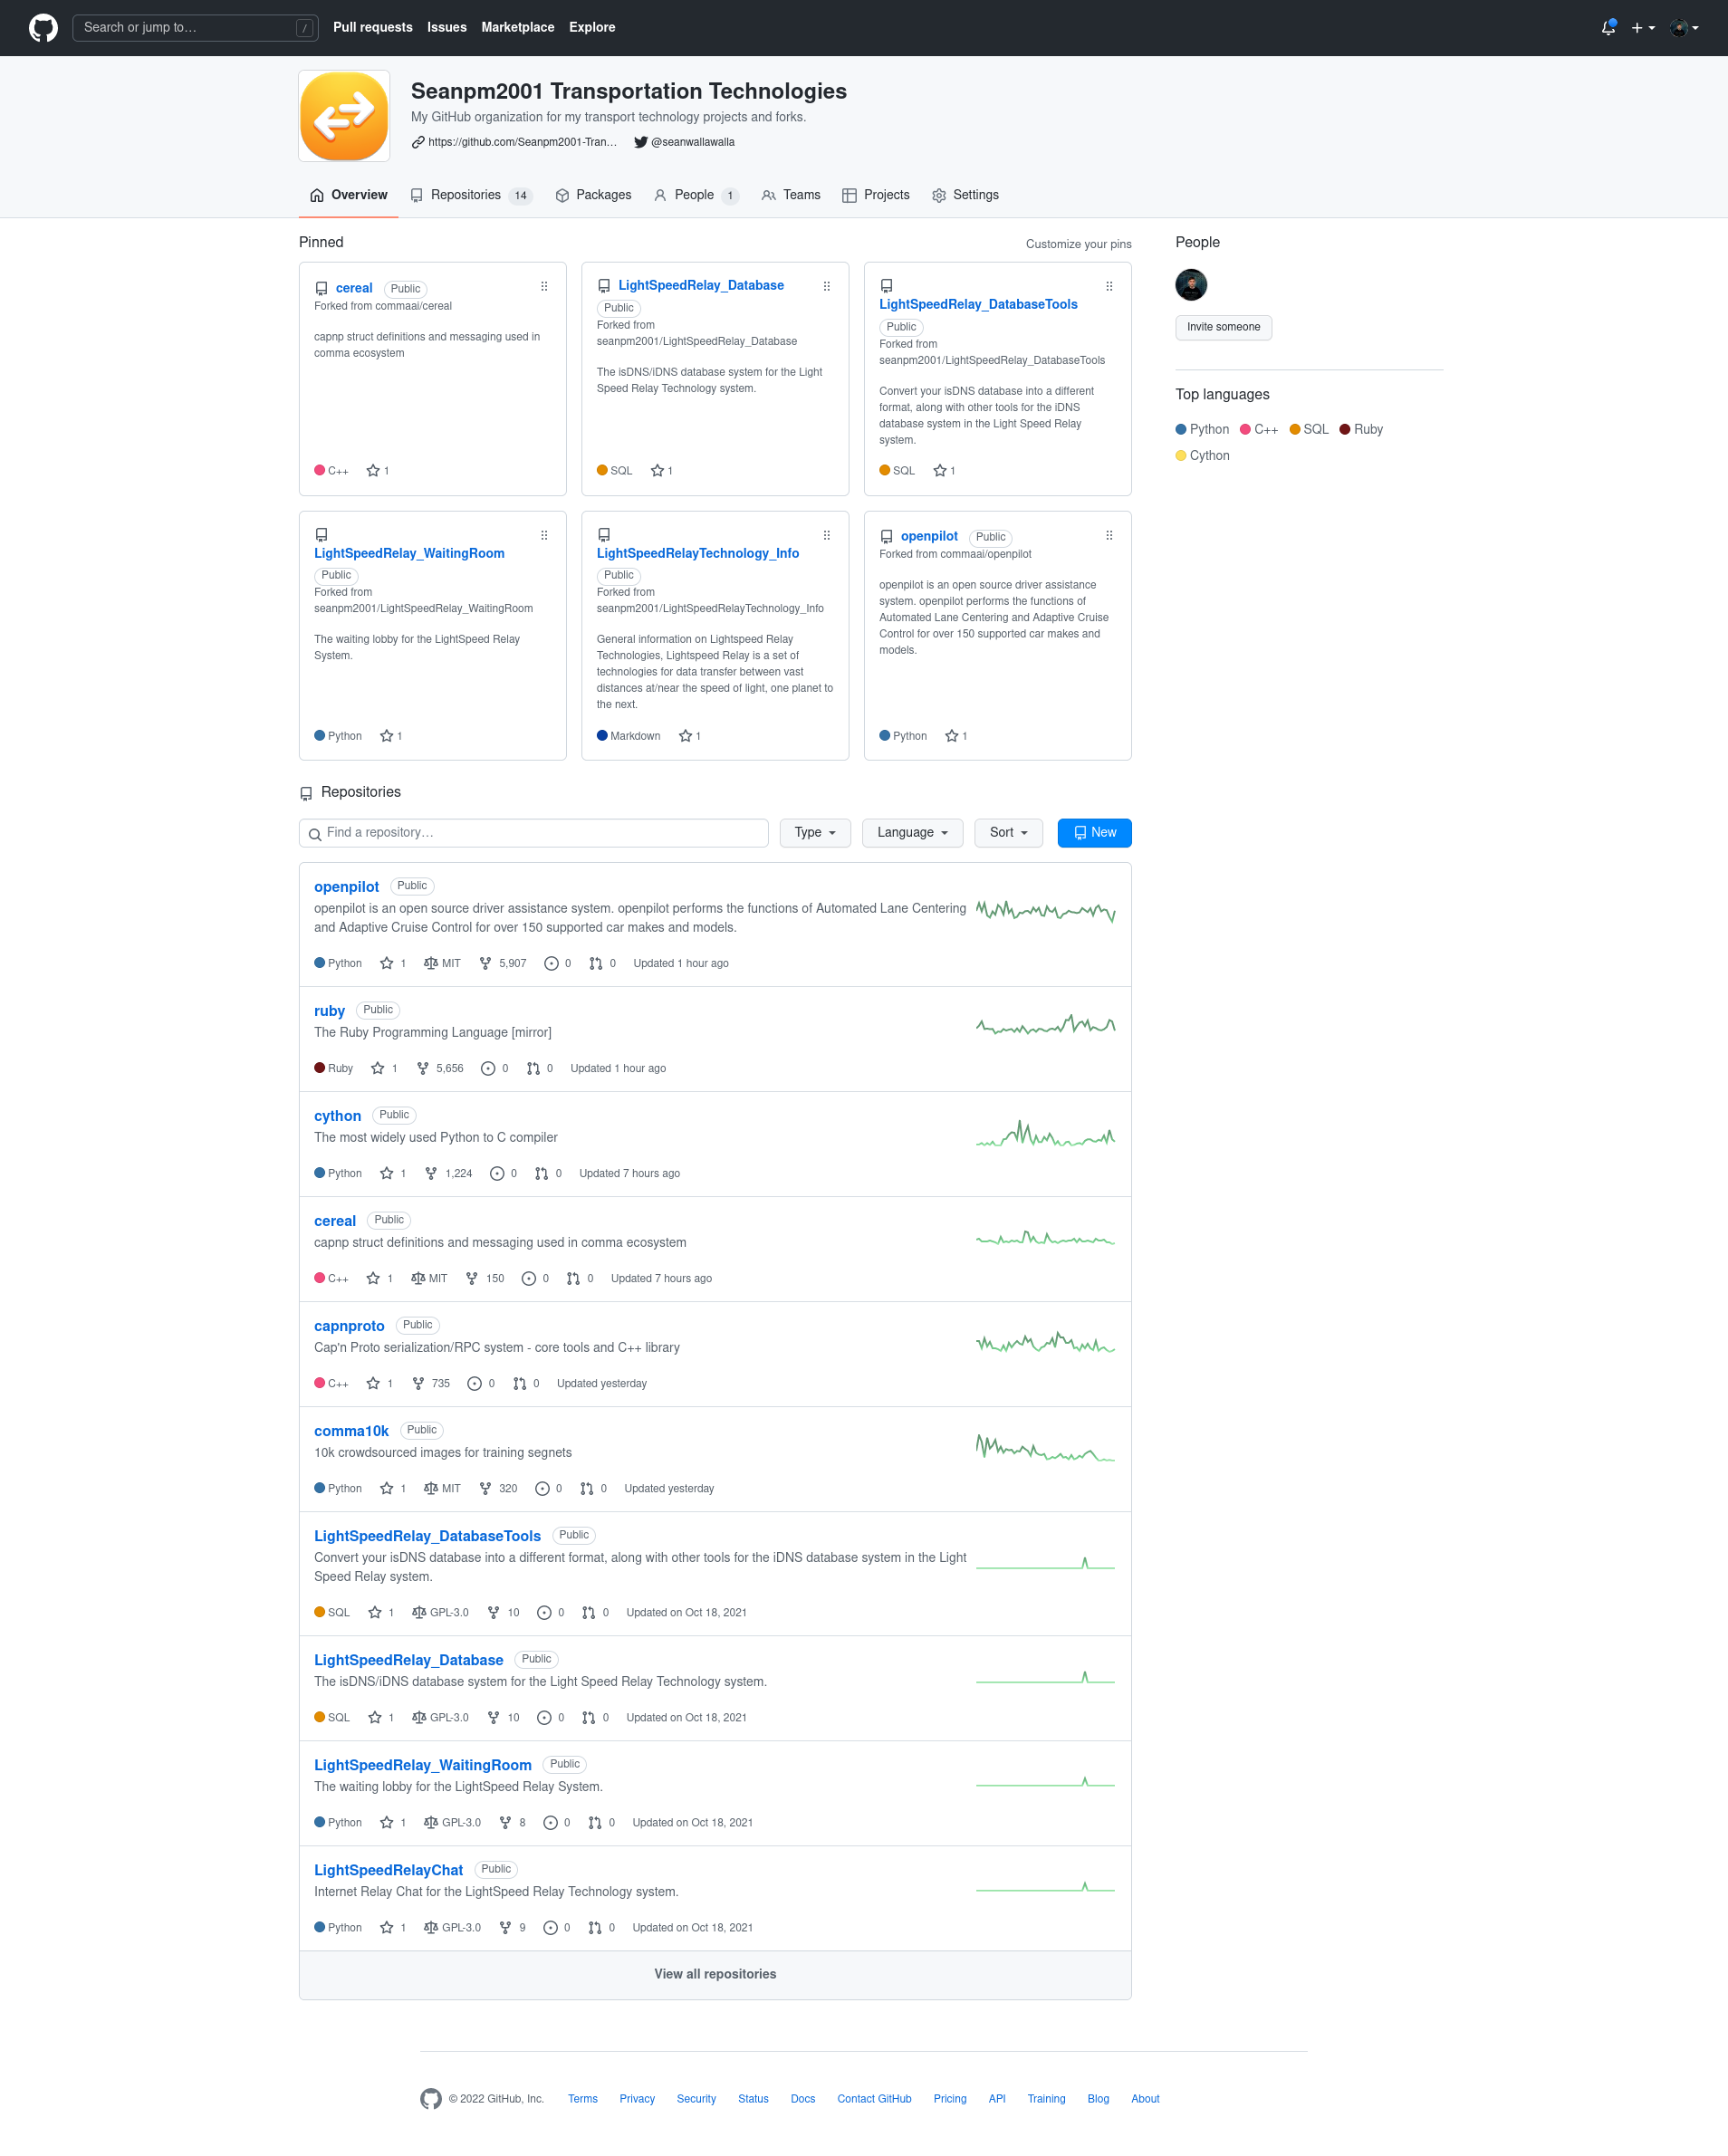 Search or jump to…
/
Pull requests
Issues
Marketplace
Explore
Seanpm2001 Transportation Technologies
My GitHub organization for my transport technology projects and forks.
https://github.com/Seanpm2001-Tran…
@seanwallawalla
Overview
Repositories 14
Packages
People 1
Teams
Projects
Settings
Pinned
Customize your pins
cereal Public
Forked from commaai/cereal
capnp struct definitions and messaging used in
comma ecosystem
C++ 1
LightSpeedRelay_Database
Public
Forked from
seanpm2001/LightSpeedRelay_Database
The isDNS/iDNS database system for the Light
Speed Relay Technology system.
SQL 1
LightSpeedRelay_DatabaseTools
Public
Forked from
seanpm2001/LightSpeedRelay_DatabaseTools
Convert your isDNS database into a different
format, along with other tools for the iDNS
database system in the Light Speed Relay
system.
SQL 1
LightSpeedRelay_WaitingRoom
Public
Forked from
seanpm2001/LightSpeedRelay_WaitingRoom
The waiting lobby for the LightSpeed Relay
System.
Python 1
LightSpeedRelayTechnology_Info
Public
Forked from
seanpm2001/LightSpeedRelayTechnology_Info
General information on Lightspeed Relay
Technologies, Lightspeed Relay is a set of
technologies for data transfer between vast
distances at/near the speed of light, one planet to
the next.
Markdown 1
openpilot Public
Forked from commaai/openpilot
openpilot is an open source driver assistance
system. openpilot performs the functions of
Automated Lane Centering and Adaptive Cruise
Control for over 150 supported car makes and
models.
Python 1
People
Invite someone
Top languages
Python C++ SQL Ruby
Cython
Repositories
Find a repository…
Type
Language
Sort
New
openpilot Public
openpilot is an open source driver assistance system. openpilot performs the functions of Automated Lane Centering
and Adaptive Cruise Control for over 150 supported car makes and models.
Python 1 MIT 5,907 0 0 Updated 1 hour ago
ruby Public
The Ruby Programming Language [mirror]
Ruby 1 5,656 0 0 Updated 1 hour ago
cython Public
The most widely used Python to C compiler
Python 1 1,224 0 0 Updated 7 hours ago
cereal Public
capnp struct definitions and messaging used in comma ecosystem
C++ 1 MIT 150 0 0 Updated 7 hours ago
capnproto Public
Cap'n Proto serialization/RPC system - core tools and C++ library
C++ 1 735 0 0 Updated yesterday
comma10k Public
10k crowdsourced images for training segnets
Python 1 MIT 320 0 0 Updated yesterday
LightSpeedRelay_DatabaseTools Public
Convert your isDNS database into a different format, along with other tools for the iDNS database system in the Light
Speed Relay system.
SQL 1 GPL-3.0 10 0 0 Updated on Oct 18, 2021
LightSpeedRelay_Database Public
The isDNS/iDNS database system for the Light Speed Relay Technology system.
SQL 1 GPL-3.0 10 0 0 Updated on Oct 18, 2021
LightSpeedRelay_WaitingRoom Public
The waiting lobby for the LightSpeed Relay System.
Python 1 GPL-3.0 8 0 0 Updated on Oct 18, 2021
LightSpeedRelayChat Public
Internet Relay Chat for the LightSpeed Relay Technology system.
Python 1 GPL-3.0 9 0 0 Updated on Oct 18, 2021
View all repositories
© 2022 GitHub, Inc. Terms Privacy Security Status Docs Contact GitHub Pricing API Training Blog About